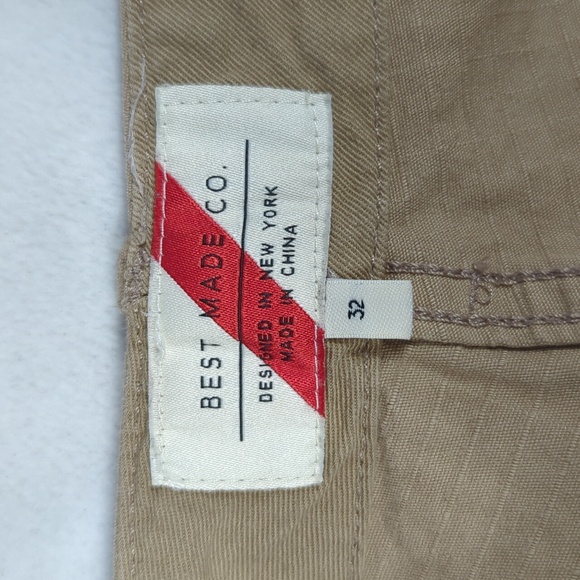 BEST MADE CO.
DESIGNED IN NEW YORK
MADE IN CHINA
32